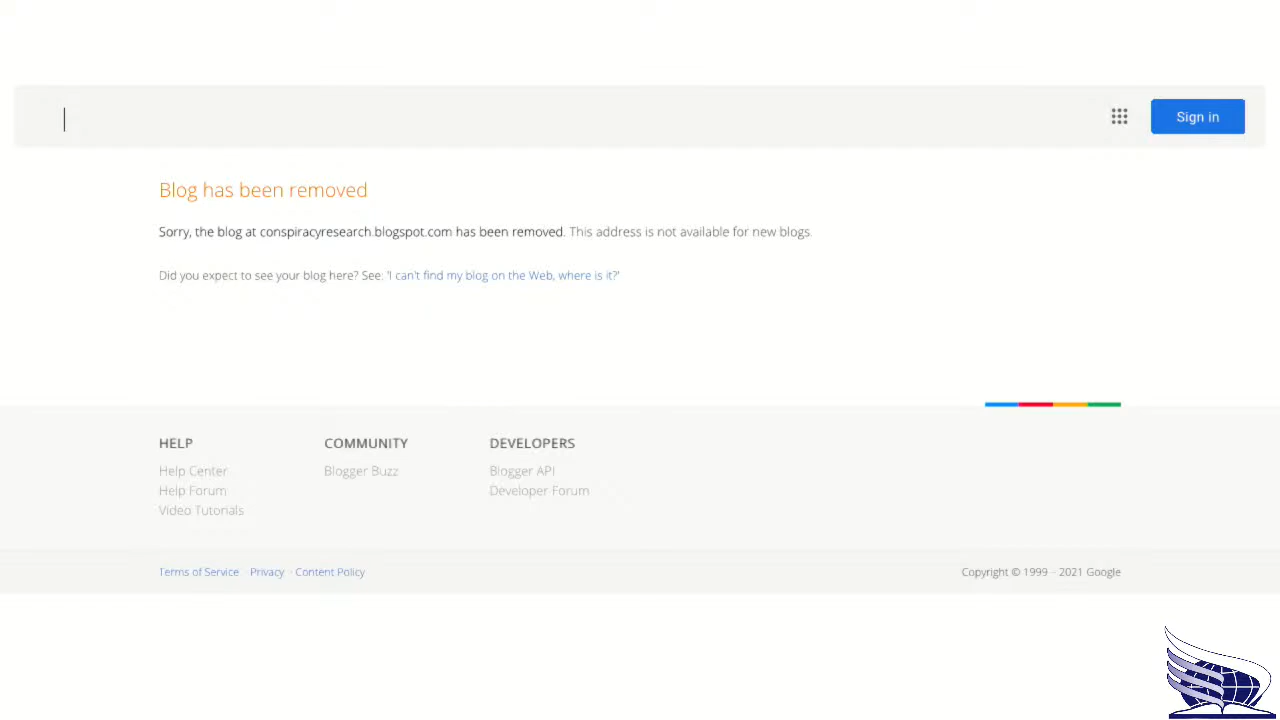 Sign in
Blog has been removed
Sorry, the blog at conspiracyresearch.blogspot.com has been removed. This address is not available for new blogs.
Did you expect to see your blog here? See: 'I can't find my blog on the Web, where is it?'
HELP
COMMUNITY
DEVELOPERS
Help Center
Blogger Buzz
Blogger API
Help Forum
Developer Forum
Video Tutorials
Terms of Service
Privacy · Content Policy
Copyright © 1999 – 2021 Google